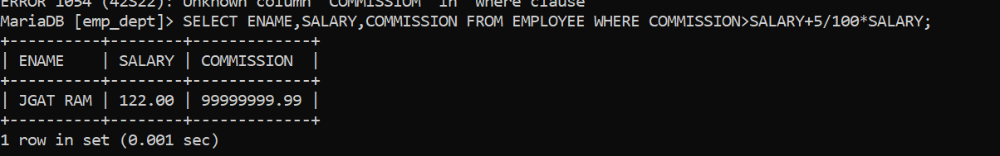 ERROR 1054 (42S22): Unknown column 'COMMISSIOM' in 'where clause'
MariaDB [emp_dept]> SELECT ENAME,SALARY,COMMISSION FROM EMPLOYEE WHERE COMMISSION>SALARY+5/100*SALARY;
+----------+--------+-------------+
| ENAME    | SALARY | COMMISSION  |
+----------+--------+-------------+
| JGAT RAM | 122.00 | 99999999.99 |
+----------+--------+-------------+
1 row in set (0.001 sec)